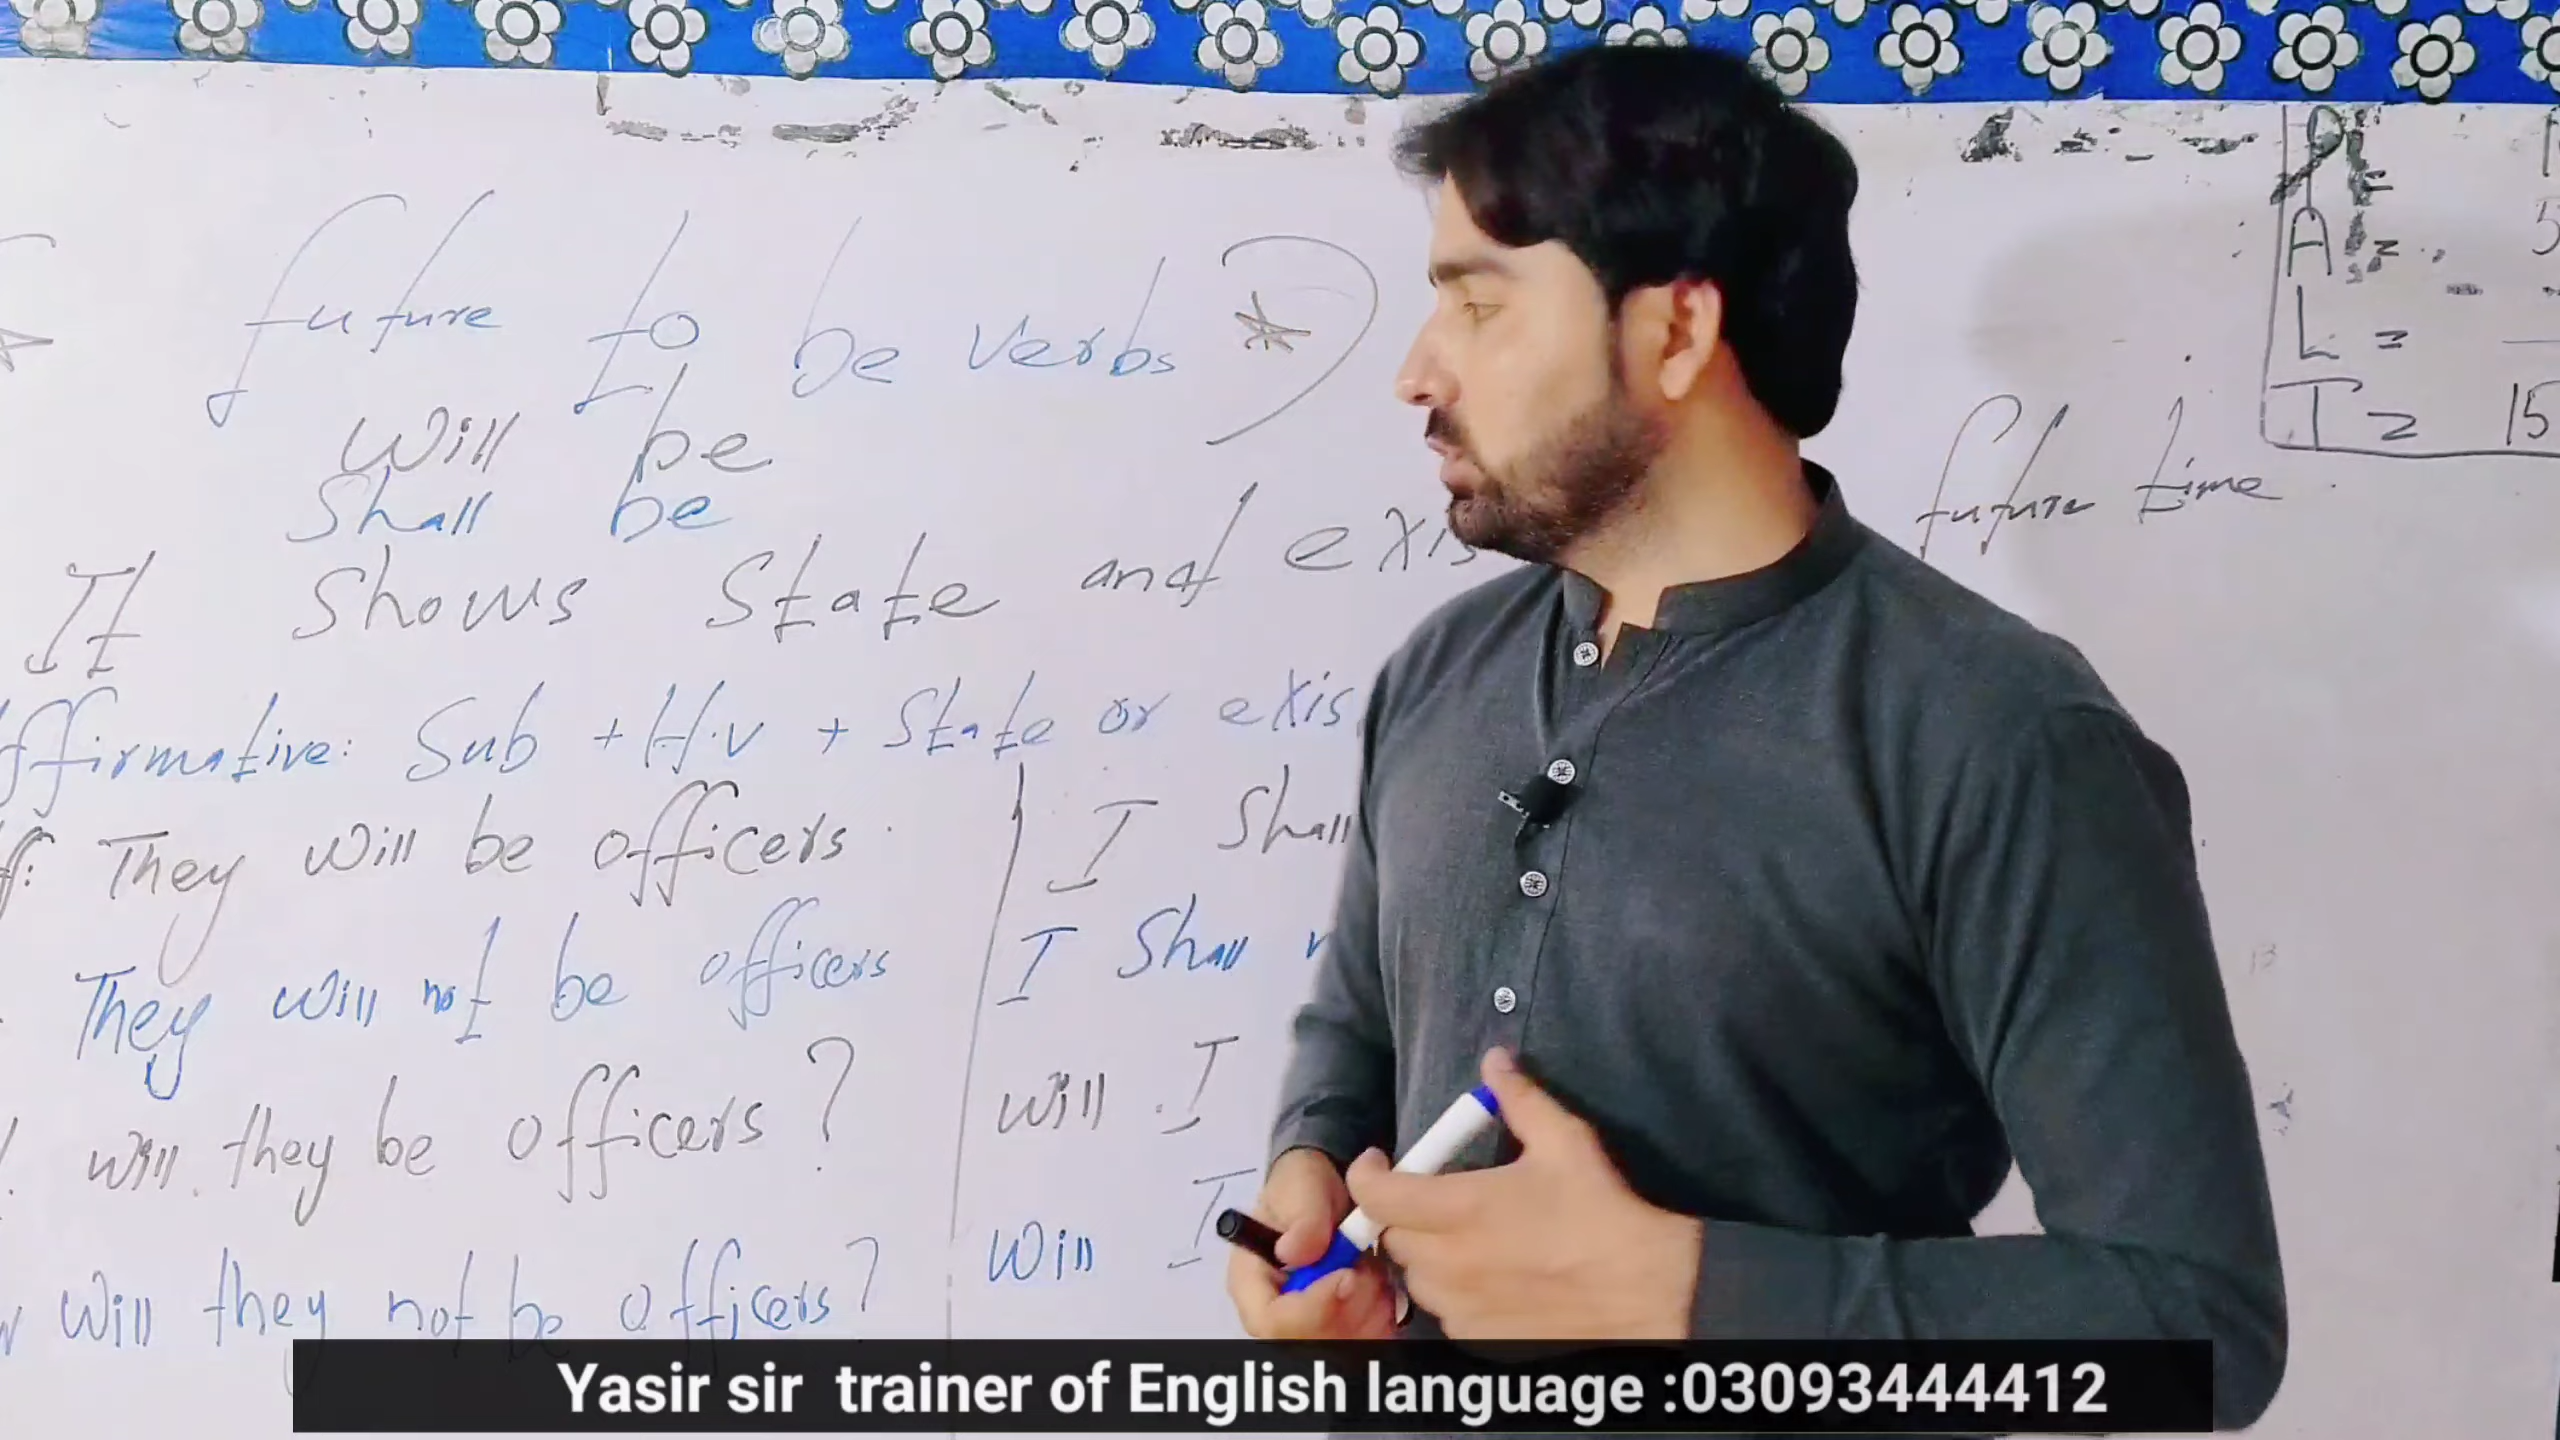 future to be verbs
will be
shall be
It shows state and exis future time
ffirmative: Sub + H.v + State or exis
They will be officers
I shall
They will not be officers
I shall
will they be officers?
will I
will they not be officers?
will I
A =
L =
T = 15
Yasir sir trainer of English language :03093444412